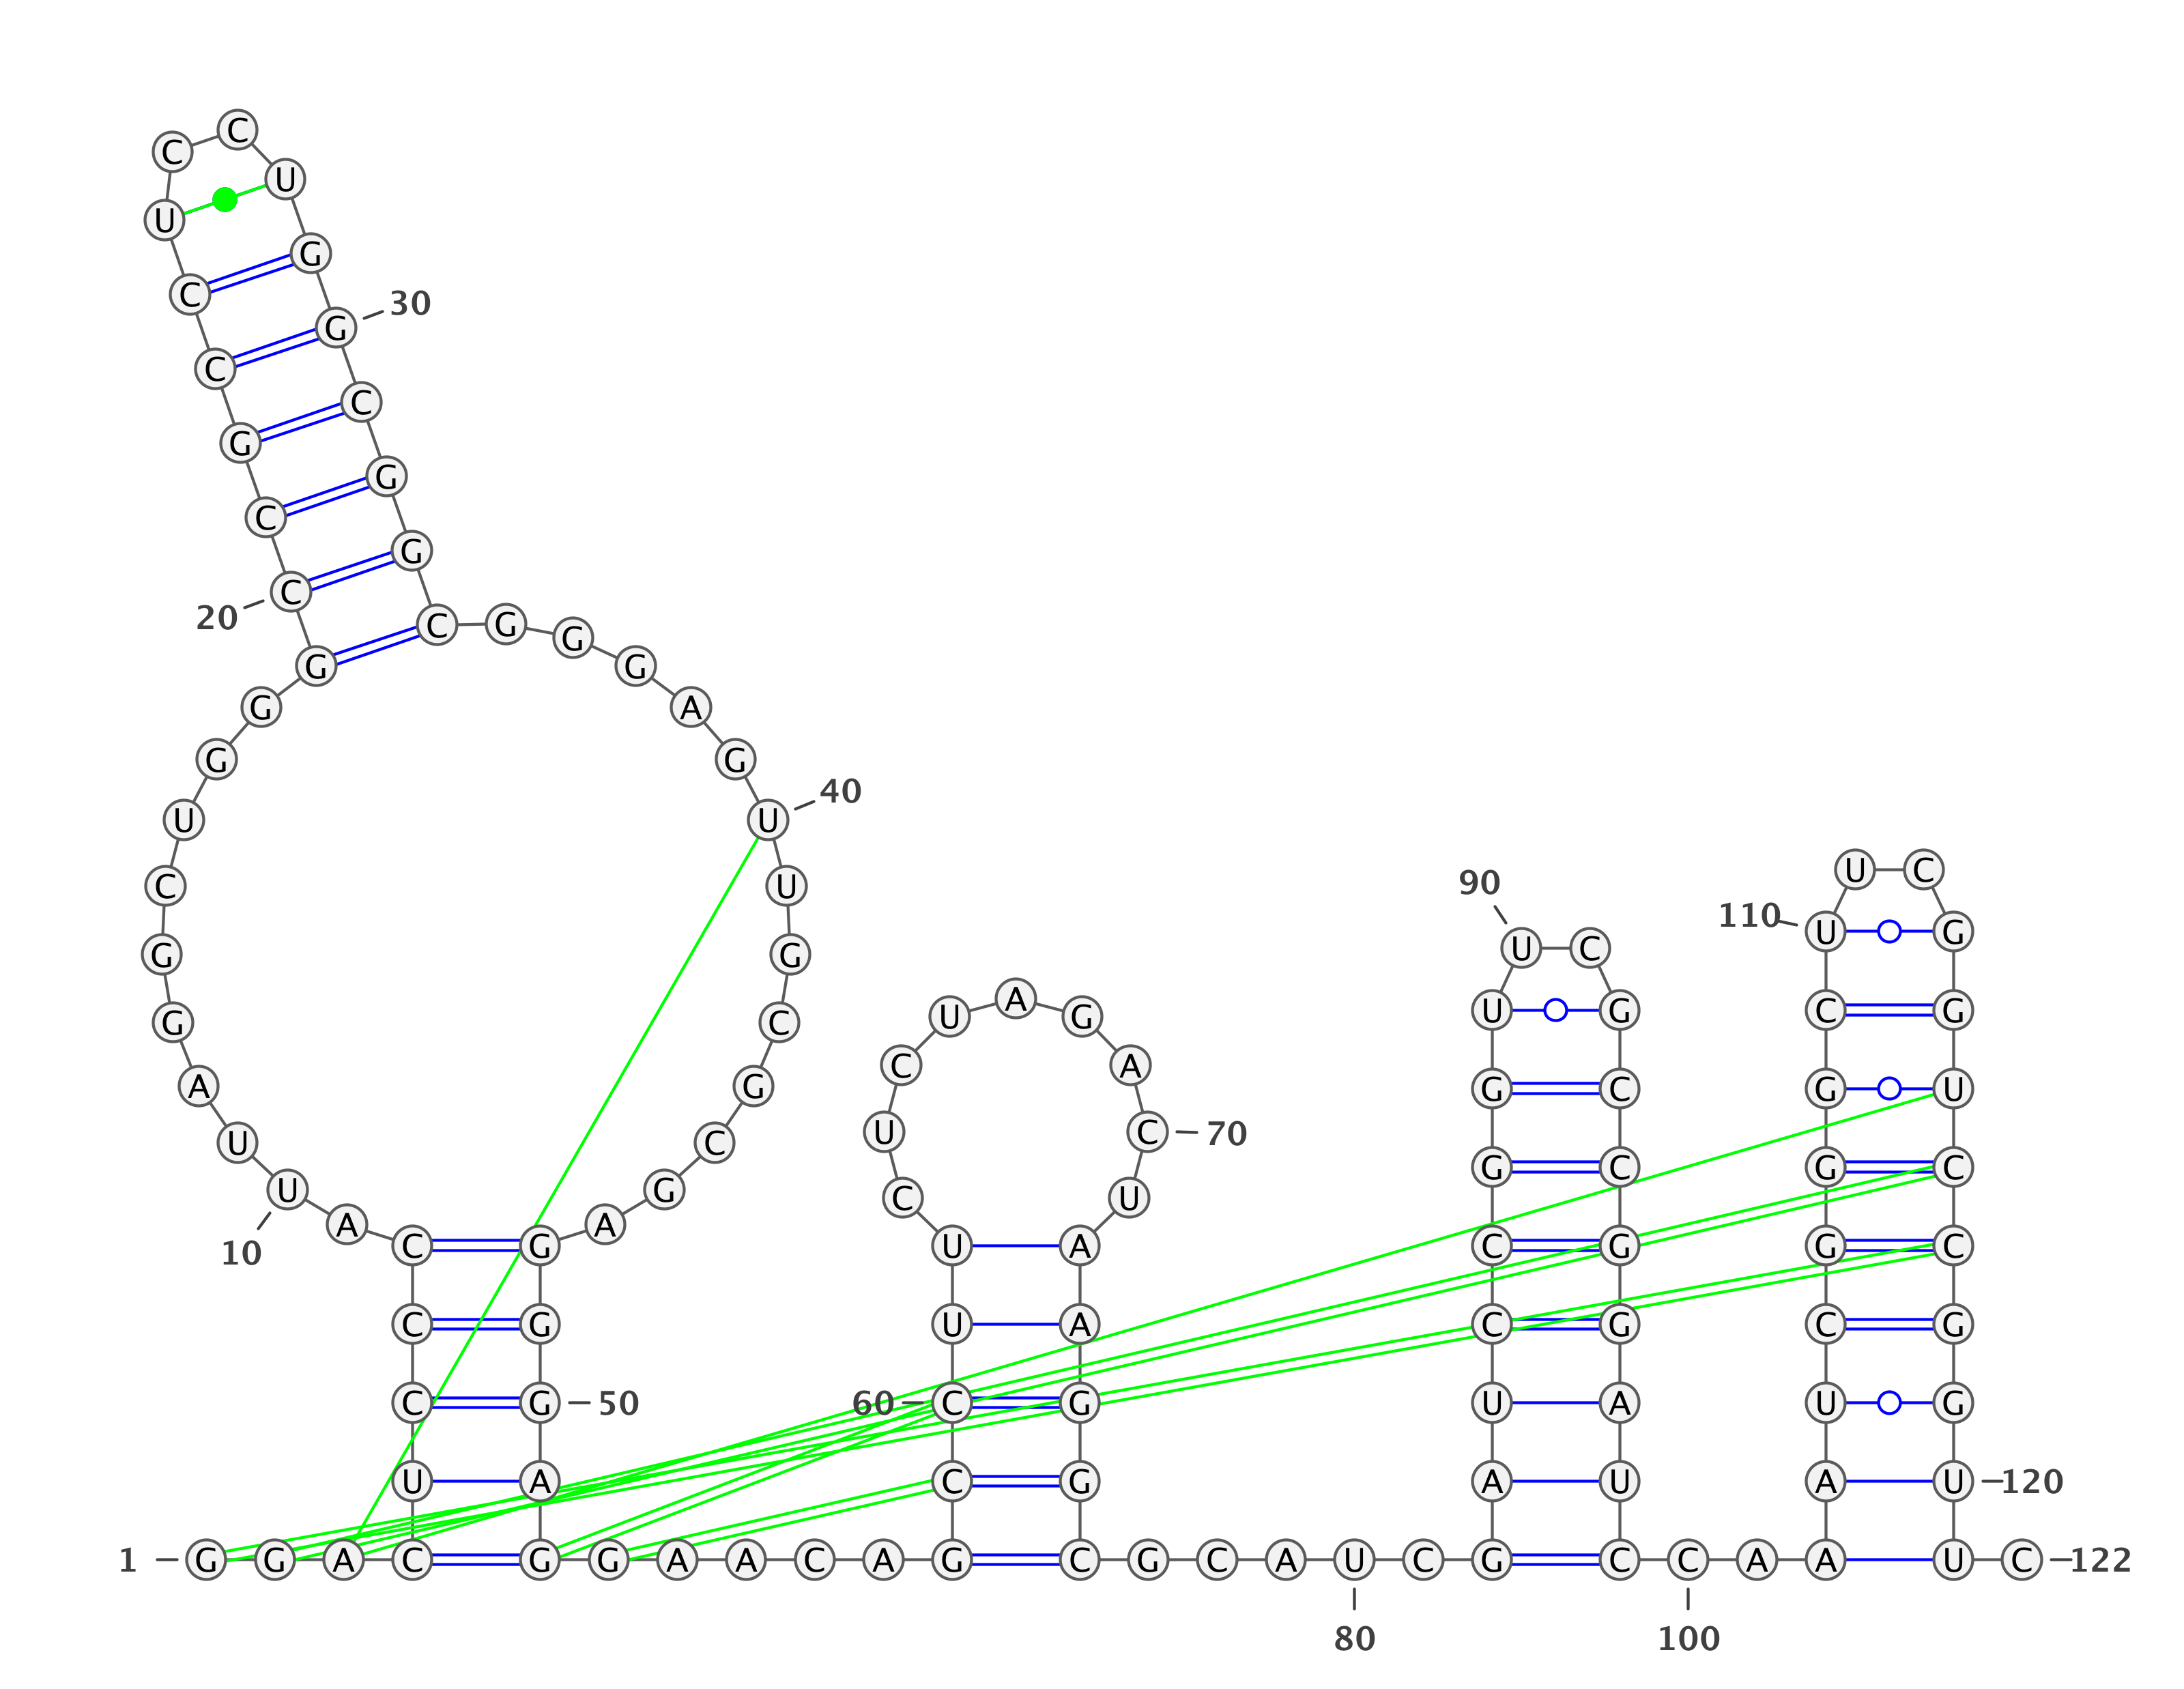 C
C
U
U
G
C
30
G
C
C
G
G
C
G
C
20 C G
G
G G
G A
G G
40
U U
U C
90 C U
110 U G
U C
G G
A
U G U G
G C
C A
A G G C G U
U C 70
U C
G C G C
U G C U
A A
C G U A C G G C
10
C G U A C G C G
C G 50 60 C G U A U G
U A C G A U A U 120
1 G G A C G G A A C A G C G C A U C G C C A A U C 122
80 100